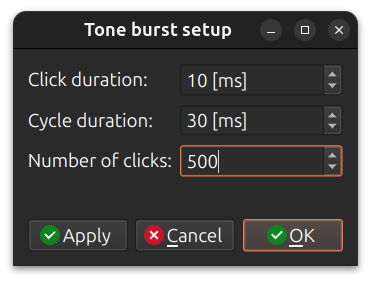 Tone burst setup
Click duration: 10 [ms]
Cycle duration: 30 [ms]
Number of clicks: 500
Apply Cancel OK